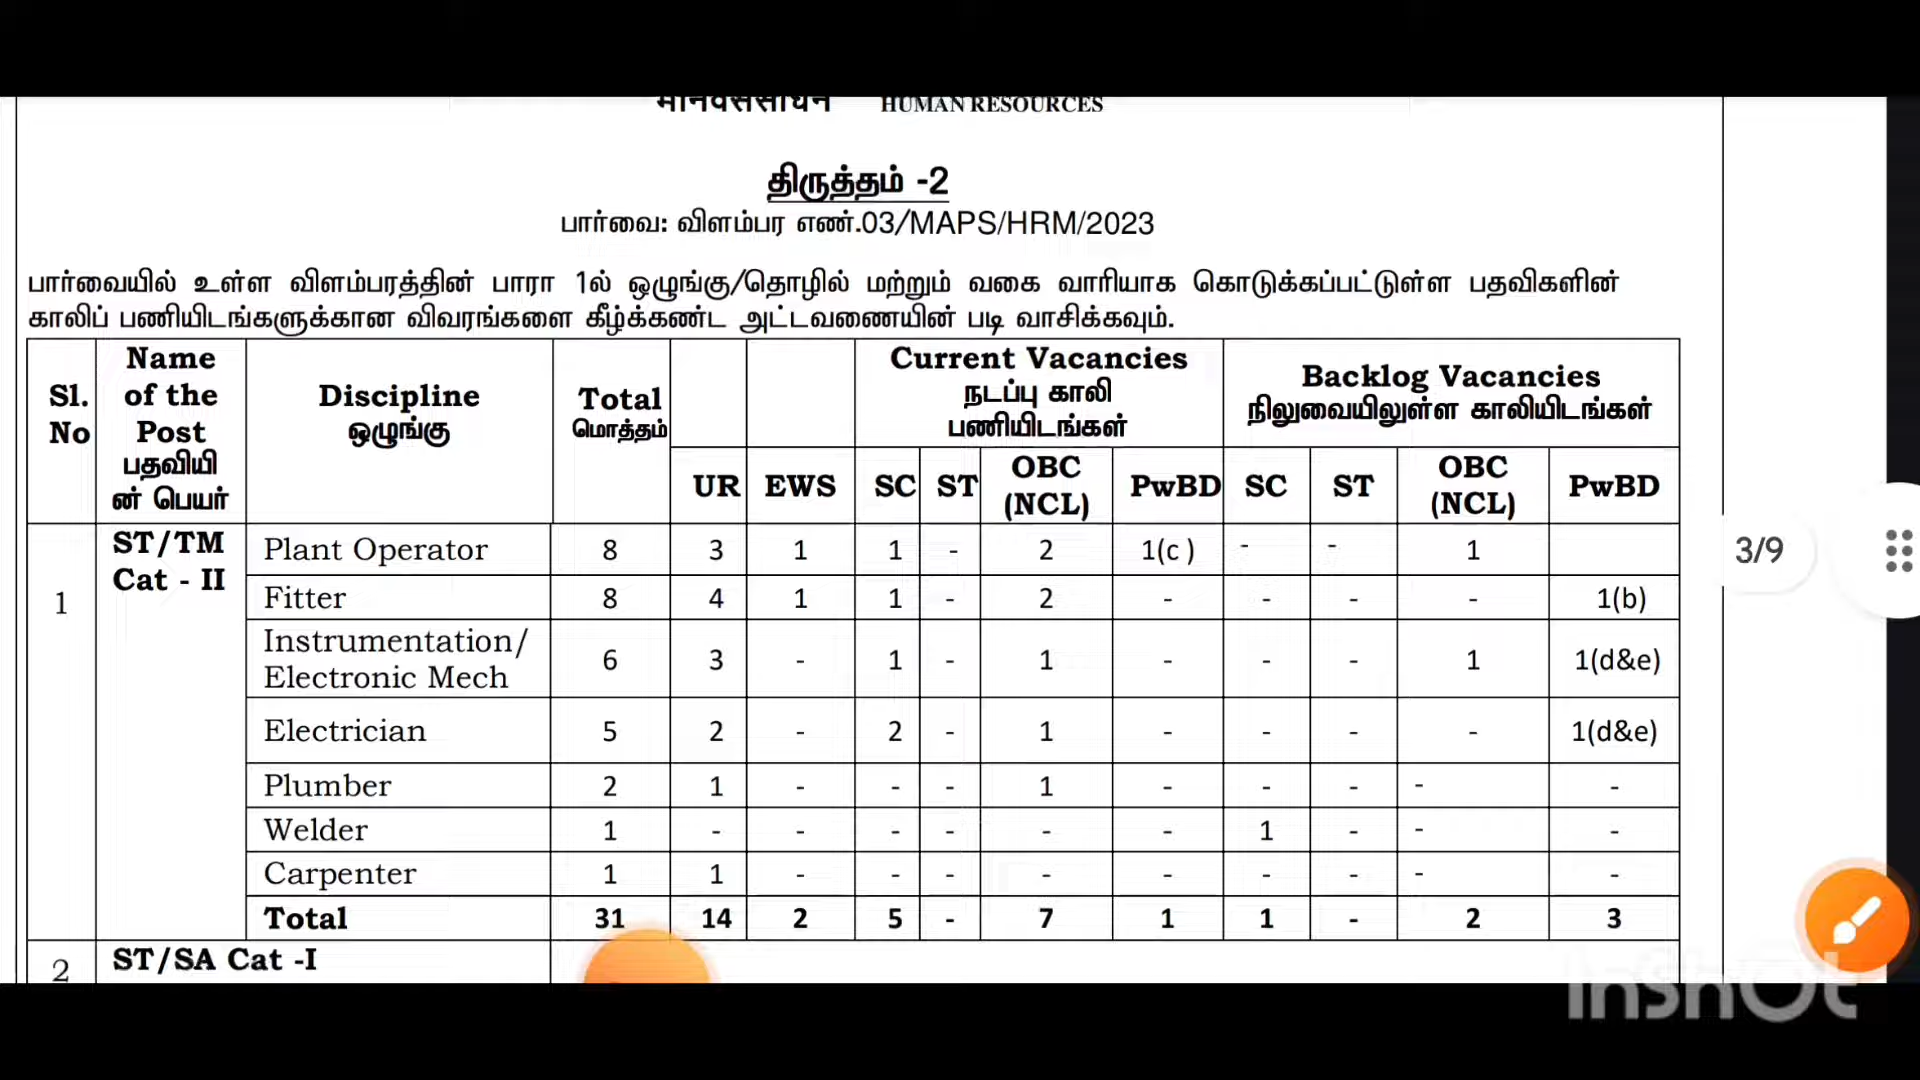 मानवसंसाधन HUMAN RESOURCES
திருத்தம் -2
பார்வை: விளம்பர எண்.03/MAPS/HRM/2023
பார்வையில் உள்ள விளம்பரத்தின் பாரா 1ல் ஒழுங்கு/தொழில் மற்றும் வகை வாரியாக கொடுக்கப்பட்டுள்ள பதவிகளின்
காலிப் பணியிடங்களுக்கான விவரங்களை கீழ்க்கண்ட அட்டவணையின் படி வாசிக்கவும்.
Sl. No Name of the Post பதவியின் பெயர் Discipline ஒழுங்கு Total மொத்தம் Current Vacancies நடப்பு காலி பணியிடங்கள் Backlog Vacancies நிலுவையிலுள்ள காலியிடங்கள்
UR EWS SC ST OBC (NCL) PwBD SC ST OBC (NCL) PwBD
1 ST/TM Cat - II
Plant Operator 8 3 1 1 - 2 1(c ) - - 1
Fitter 8 4 1 1 - 2 - - - - 1(b)
Instrumentation/ Electronic Mech 6 3 - 1 - 1 - - - 1 1(d&e)
Electrician 5 2 - 2 - 1 - - - - 1(d&e)
Plumber 2 1 - - - 1 - - - - -
Welder 1 - - - - - - 1 - - -
Carpenter 1 1 - - - - - - - - -
Total 31 14 2 5 - 7 1 1 - 2 3
2 ST/SA Cat -I
3/9
InShOt